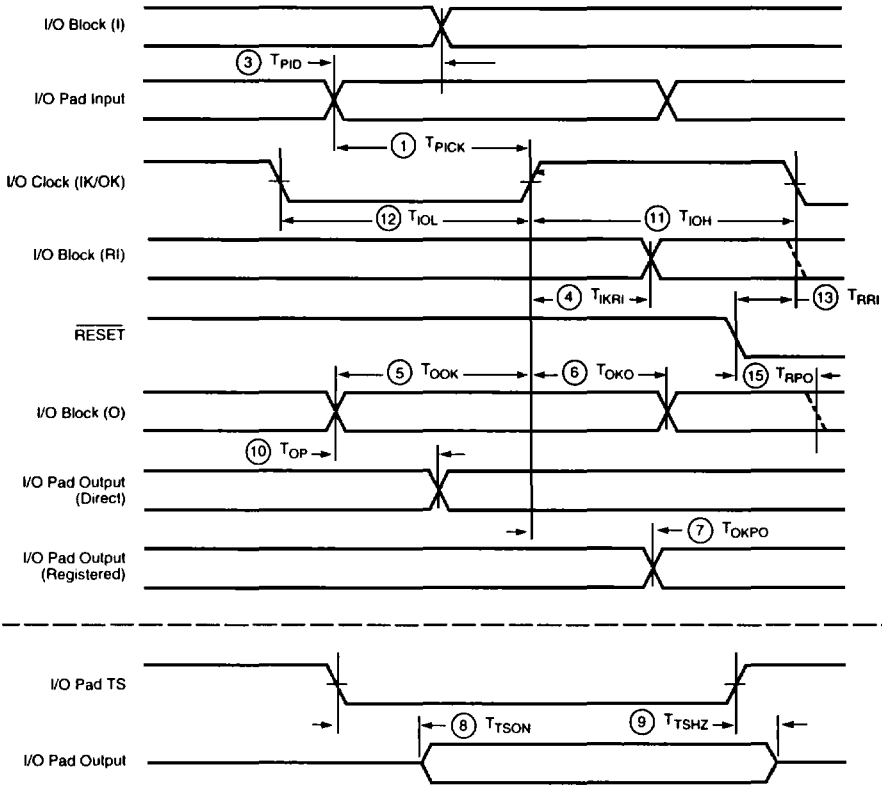 I/O Block (I)
③ TPID
I/O Pad Input
① TPICK
I/O Clock (IK/OK)
⑫ TIOL
⑪ TIOH
I/O Block (RI)
④ TIKRI
⑬ TRRI
RESET
⑤ TOOK
⑥ TOKO
⑮ TRPO
I/O Block (O)
⑩ TOP
I/O Pad Output
(Direct)
⑦ TOKPO
I/O Pad Output
(Registered)
I/O Pad TS
⑧ TTSON
⑨ TTSHZ
I/O Pad Output